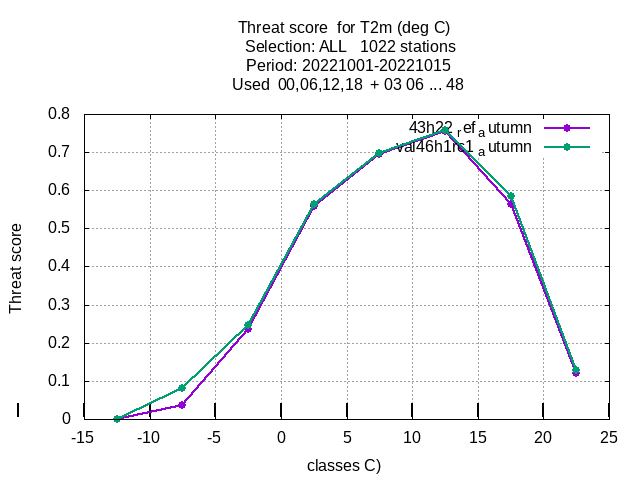 Threat score for T2m (deg C)
Selection: ALL 1022 stations
Period: 20221001-20221015
Used 00,06,12,18 + 03 06 ... 48
0.8
0.7
0.6
0.5
0.4
0.3
0.2
0.1
0
43h22_ref_autumn
val46h1rc1_autumn
Threat score
-15 -10 -5 0 5 10 15 20 25
classes C)